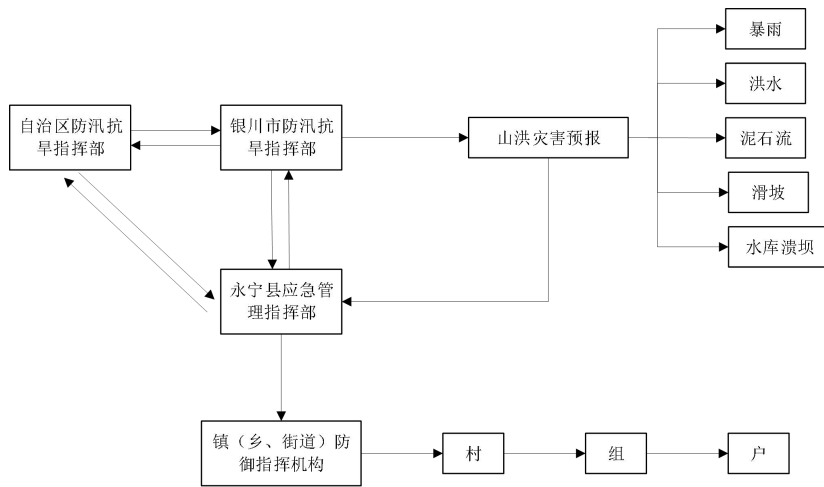 暴雨
洪水
自治区防汛抗
旱指挥部
银川市防汛抗
旱指挥部
山洪灾害预报
泥石流
滑坡
水库溃坝
永宁县应急管
理指挥部
镇（乡、街道）防
御指挥机构
村
组
户